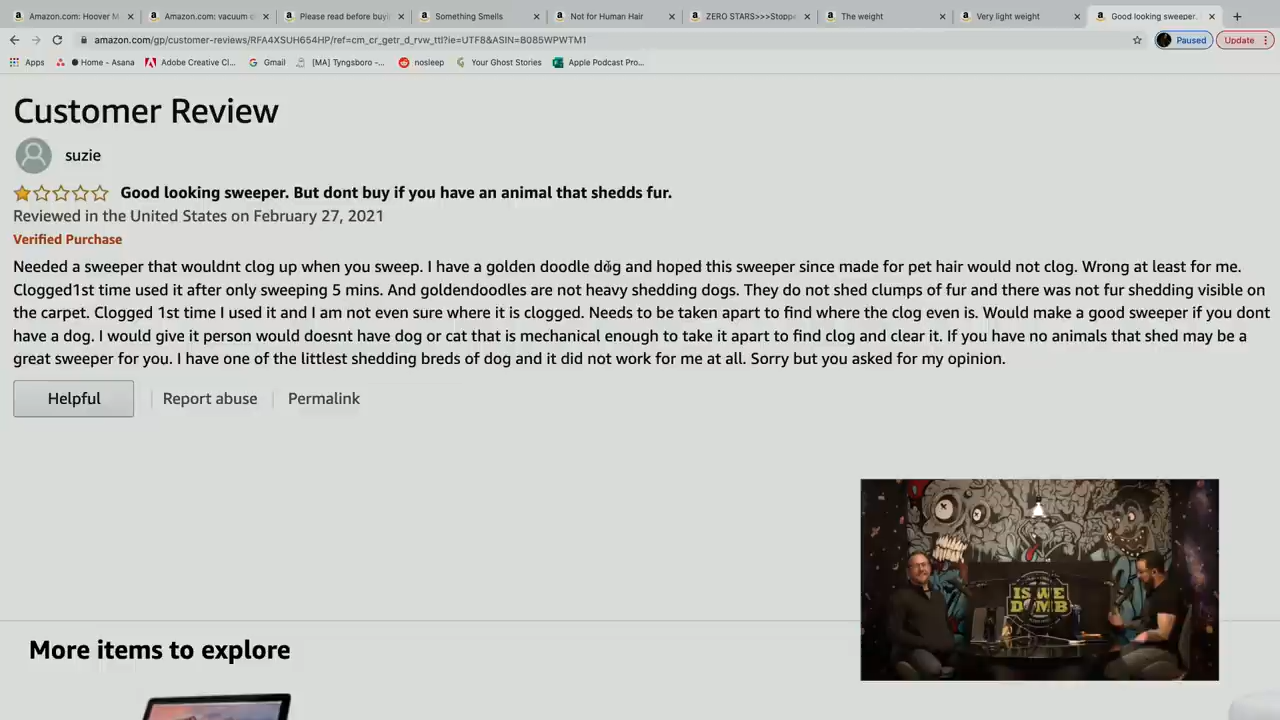 Amazon.com: Hoover M
Amazon.com: vacuum c
Please read before buyi
Something Smells
Not for Human Hair
ZERO STARS>>>Stoppe
The weight
Very light weight
Good looking sweeper.
amazon.com/gp/customer-reviews/RFA4XSUH654HP/ref=cm_cr_getr_d_rvw_ttl?ie=UTF8&ASIN=B085WPWTM1
Paused
Update
Apps
Home - Asana
Adobe Creative Cl...
Gmail
[MA] Tyngsboro -...
nosleep
Your Ghost Stories
Apple Podcast Pro...
Customer Review
suzie
Good looking sweeper. But dont buy if you have an animal that shedds fur.
Reviewed in the United States on February 27, 2021
Verified Purchase
Needed a sweeper that wouldnt clog up when you sweep. I have a golden doodle dog and hoped this sweeper since made for pet hair would not clog. Wrong at least for me.
Clogged1st time used it after only sweeping 5 mins. And goldendoodles are not heavy shedding dogs. They do not shed clumps of fur and there was not fur shedding visible on
the carpet. Clogged 1st time I used it and I am not even sure where it is clogged. Needs to be taken apart to find where the clog even is. Would make a good sweeper if you dont
have a dog. I would give it person would doesnt have dog or cat that is mechanical enough to take it apart to find clog and clear it. If you have no animals that shed may be a
great sweeper for you. I have one of the littlest shedding breds of dog and it did not work for me at all. Sorry but you asked for my opinion.
Helpful
Report abuse
Permalink
IS WE
DUMB
More items to explore